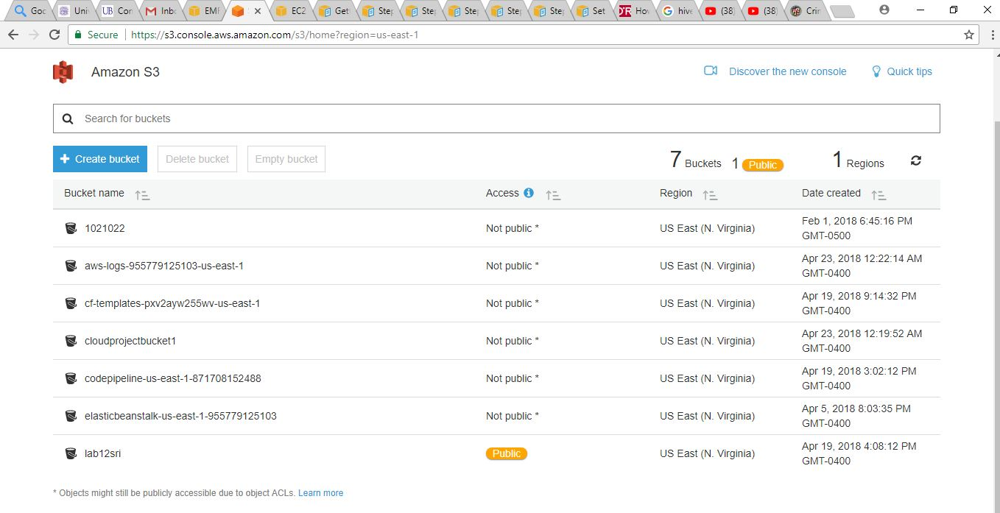 Goo Univ UB Con Inbo EMR S EC2 Get Step Step Step Step Step Set D'R How hive (38) (38) Crim
Secure https://s3.console.aws.amazon.com/s3/home?region=us-east-1
Amazon S3 Discover the new console Quick tips
Search for buckets
Create bucket Delete bucket Empty bucket 7 Buckets 1 Public 1 Regions
Bucket name Access Region Date created
1021022 Not public * US East (N. Virginia) Feb 1, 2018 6:45:16 PM
GMT-0500
aws-logs-955779125103-us-east-1 Not public * US East (N. Virginia) Apr 23, 2018 12:22:14 AM
GMT-0400
cf-templates-pxv2ayw255wv-us-east-1 Not public * US East (N. Virginia) Apr 19, 2018 9:14:32 PM
GMT-0400
cloudprojectbucket1 Not public * US East (N. Virginia) Apr 23, 2018 12:19:52 AM
GMT-0400
codepipeline-us-east-1-871708152488 Not public * US East (N. Virginia) Apr 19, 2018 3:02:12 PM
GMT-0400
elasticbeanstalk-us-east-1-955779125103 Not public * US East (N. Virginia) Apr 5, 2018 8:03:35 PM
GMT-0400
lab12sri Public US East (N. Virginia) Apr 19, 2018 4:08:12 PM
GMT-0400
* Objects might still be publicly accessible due to object ACLs. Learn more